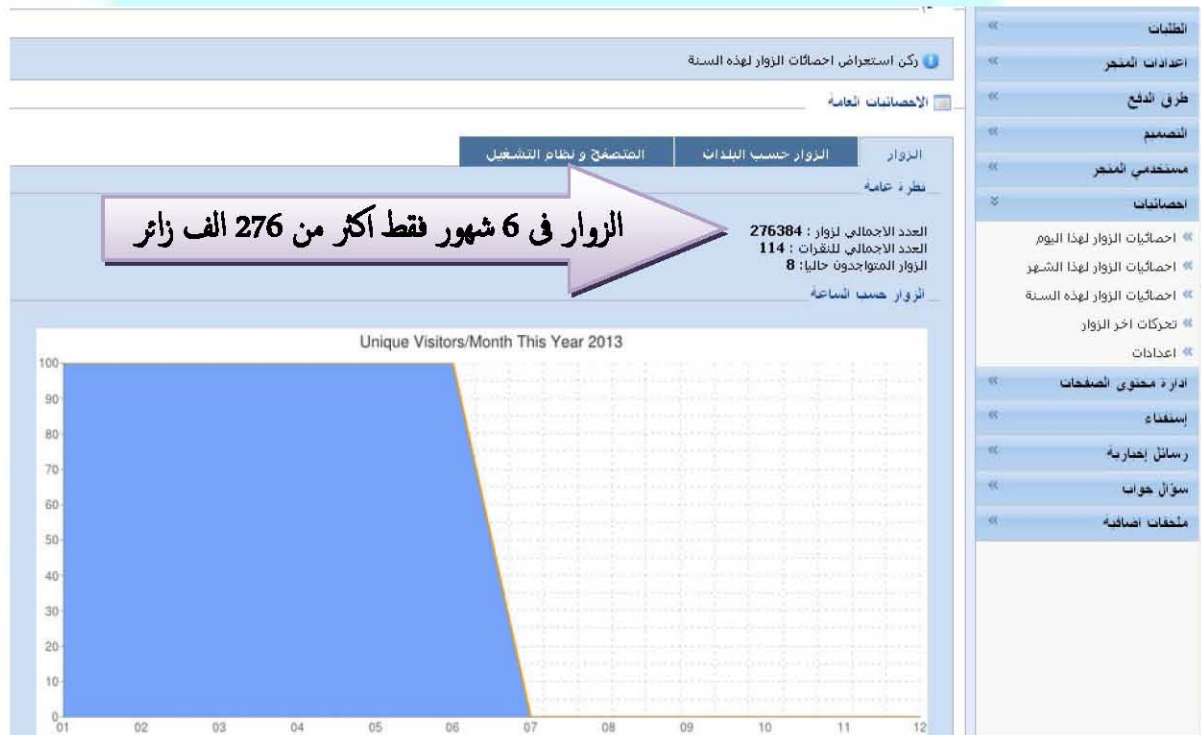 الطلبات
اعدادات المتجر
طرق الدفع
التصميم
مستخدمي المتجر
احصائيات
احصائيات الزوار لهذا اليوم
احصائيات الزوار لهذا الشهر
احصائيات الزوار لهذه السنة
تحركات اخر الزوار
اعدادات
ادارة محتوى الصفحات
إستفتاء
رسائل إخبارية
سؤال جواب
ملحقات اضافية
ركن استعراض احصائات الزوار لهذه السنة
الاحصائيات العامة
الزوار
الزوار حسب البلدان
المتصفح و نظام التشغيل
نظرة عامة
العدد الاجمالي لزوار : 276384
العدد الاجمالي للنقرات : 114
الزوار المتواجدون حاليا: 8
الزوار فى 6 شهور فقط اكثر من 276 الف زائر
الزوار حسب الساعة
Unique Visitors/Month This Year 2013
100
90
80
70
60
50
40
30
20
10
0
01 02 03 04 05 06 07 08 09 10 11 12